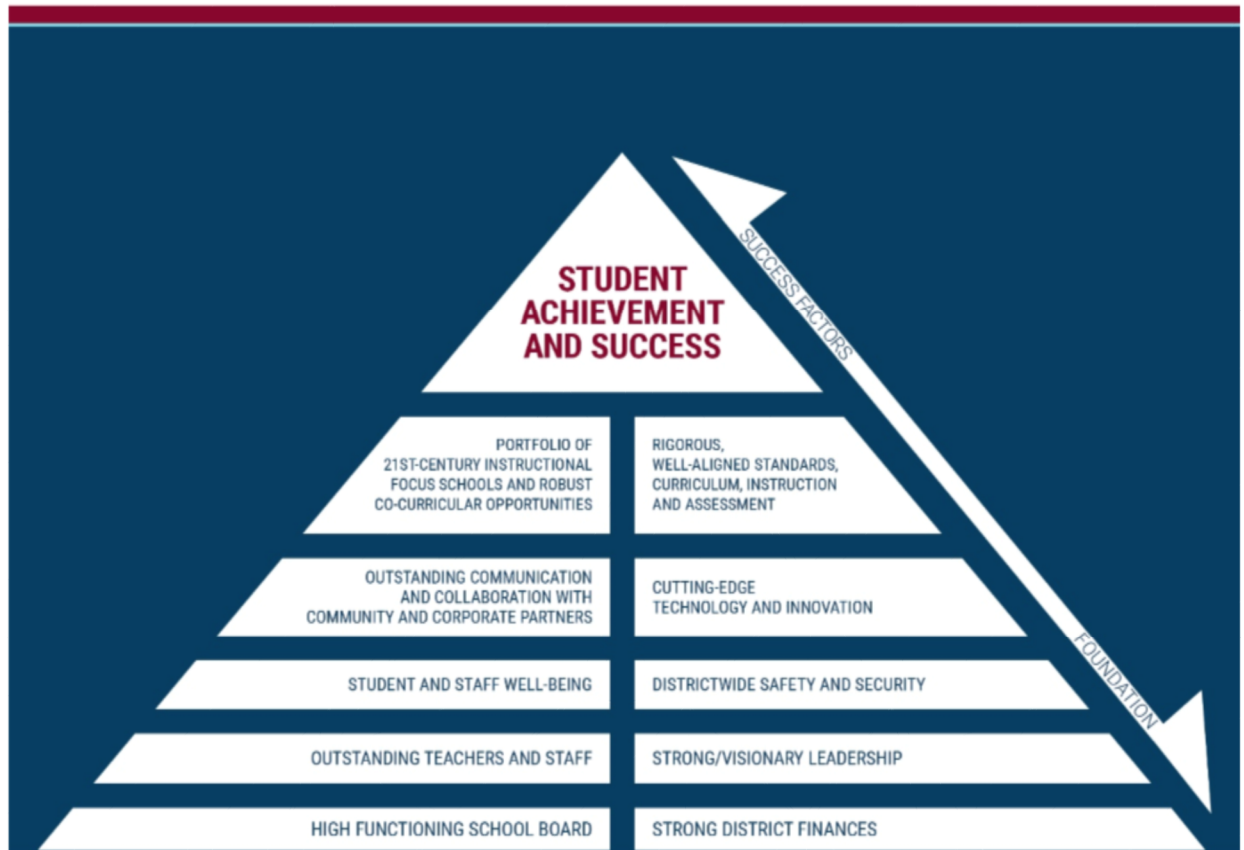 STUDENT
ACHIEVEMENT
AND SUCCESS
SUCCESS FACTORS
PORTFOLIO OF
21ST-CENTURY INSTRUCTIONAL
FOCUS SCHOOLS AND ROBUST
CO-CURRICULAR OPPORTUNITIES
RIGOROUS,
WELL-ALIGNED STANDARDS,
CURRICULUM, INSTRUCTION
AND ASSESSMENT
OUTSTANDING COMMUNICATION
AND COLLABORATION WITH
COMMUNITY AND CORPORATE PARTNERS
CUTTING-EDGE
TECHNOLOGY AND INNOVATION
FOUNDATION
STUDENT AND STAFF WELL-BEING
DISTRICTWIDE SAFETY AND SECURITY
OUTSTANDING TEACHERS AND STAFF
STRONG/VISIONARY LEADERSHIP
HIGH FUNCTIONING SCHOOL BOARD
STRONG DISTRICT FINANCES